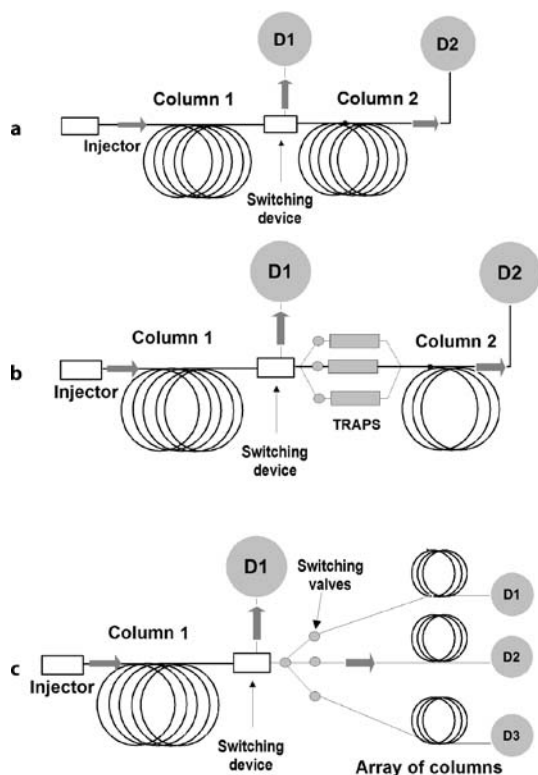 D1
D2
Column 1
Column 2
a
Injector
Switching
device
D1
D2
Column 1
Column 2
b
Injector
TRAPS
Switching
device
D1
Switching
valves
D1
Column 1
D2
c
Injector
D3
Switching
device
Array of columns